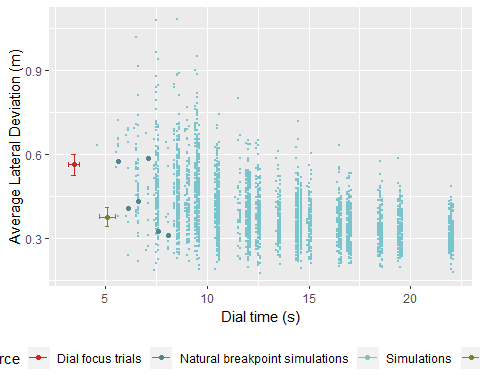 0.9
0.6
0.3
Average Lateral Deviation (m)
5 10 15 20
Dial time (s)
rce Dial focus trials Natural breakpoint simulations Simulations